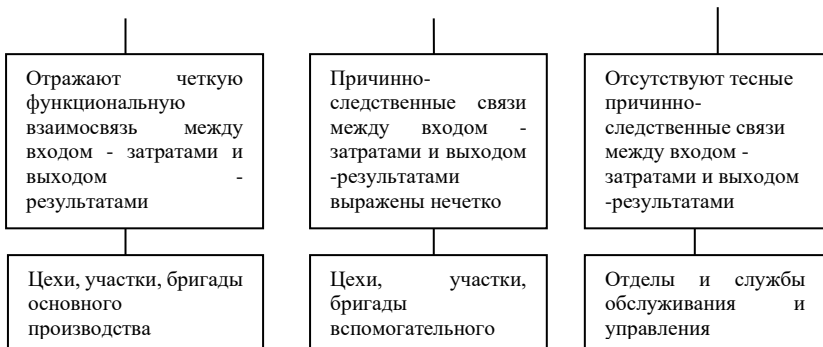 Отражают четкую
функциональную
взаимосвязь между
входом - затратами и
выходом -
результатами
Причинно-
следственные связи
между входом -
затратами и выходом
-результатами
выражены нечетко
Отсутствуют тесные
причинно-
следственные связи
между входом -
затратами и выходом
-результатами
Цехи, участки, бригады
основного
производства
Цехи, участки,
бригады
вспомогательного
Отделы и службы
обслуживания и
управления